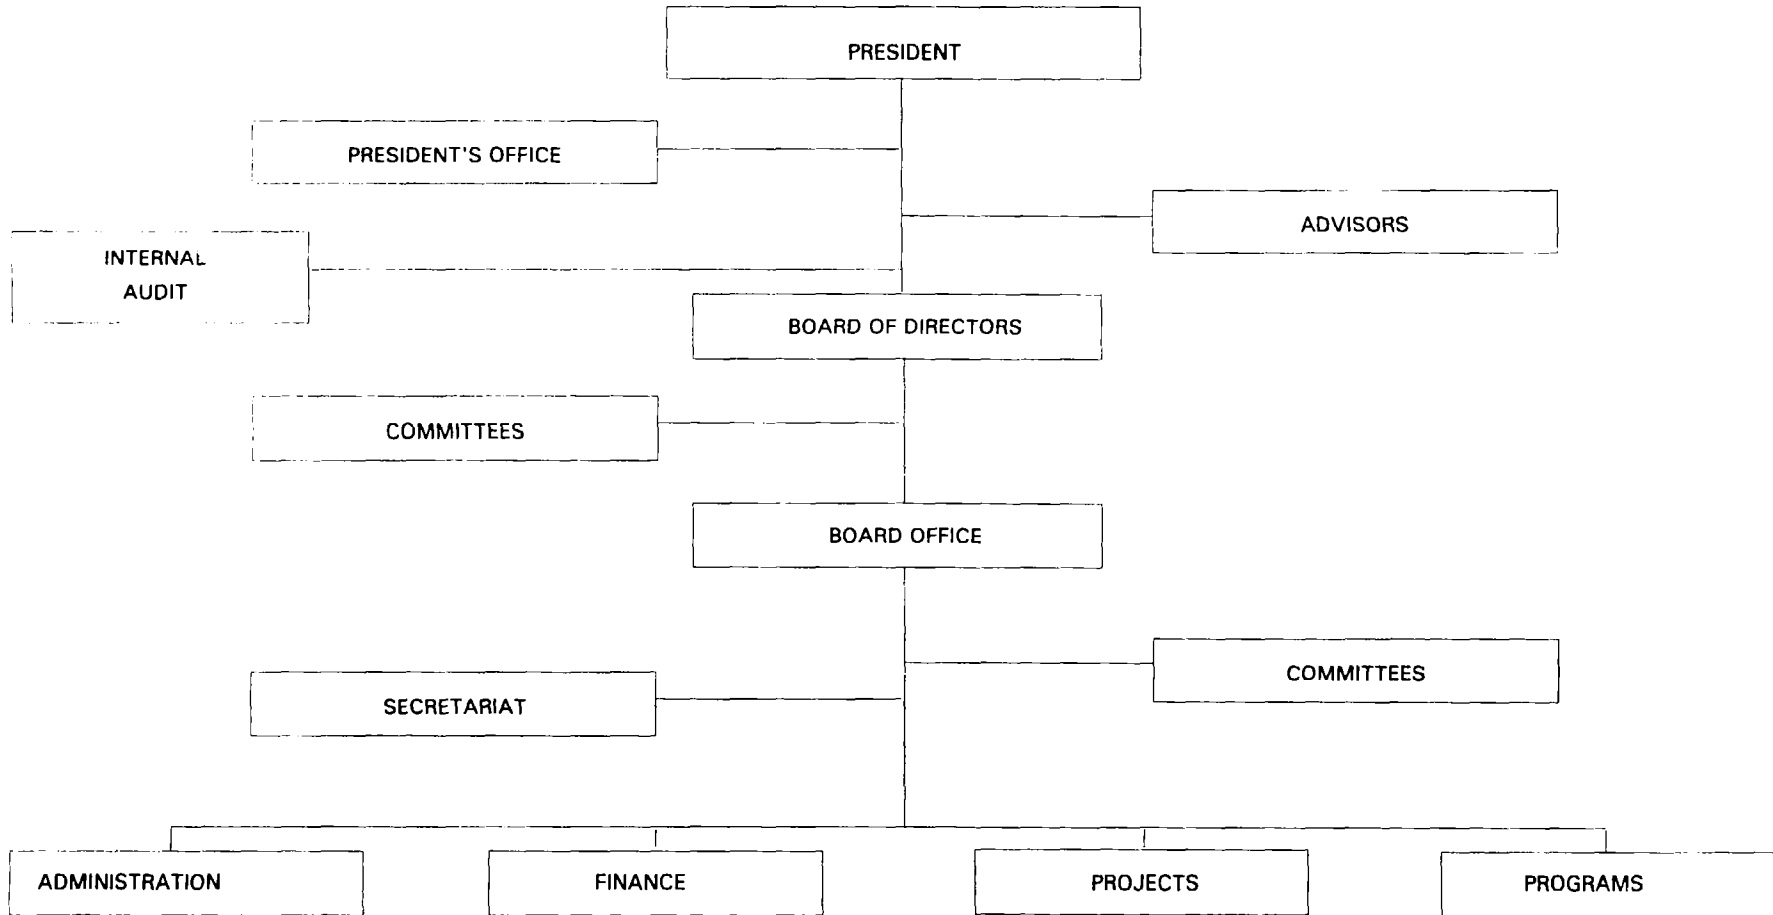 PRESIDENT
PRESIDENT'S OFFICE
ADVISORS
INTERNAL
AUDIT
BOARD OF DIRECTORS
COMMITTEES
BOARD OFFICE
COMMITTEES
SECRETARIAT
ADMINISTRATION
FINANCE
PROJECTS
PROGRAMS